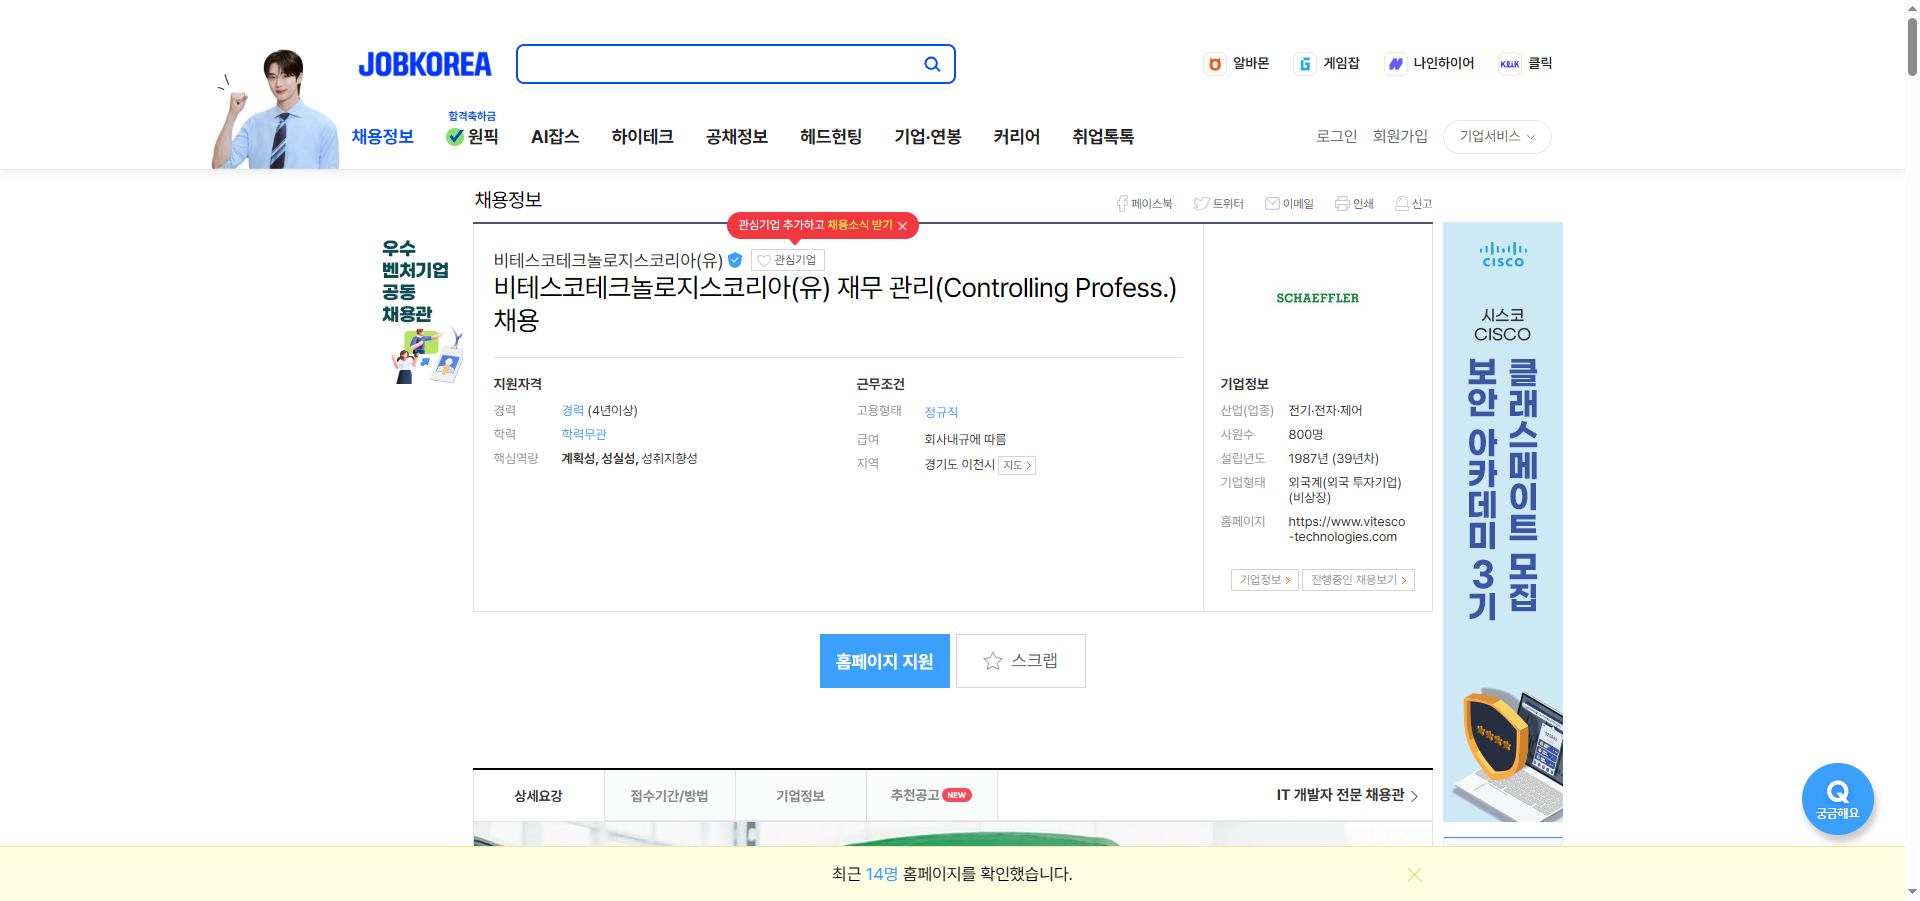 JOBKOREA
알바몬
게임잡
나인하이어
KLiK 클릭
채용정보
합격축하금
원픽
AI잡스
하이테크
공채정보
헤드헌팅
기업·연봉
커리어
취업톡톡
로그인
회원가입
기업서비스
채용정보
페이스북
트위터
이메일
인쇄
신고
관심기업 추가하고 채용소식 받기
우수
벤처기업
공동
채용관
비테스코테크놀로지스코리아(유)
관심기업
비테스코테크놀로지스코리아(유) 재무 관리(Controlling Profess.)
채용
지원자격
경력 경력 (4년이상)
학력 학력무관
핵심역량 계획성, 성실성, 성취지향성
근무조건
고용형태 정규직
급여 회사내규에 따름
지역 경기도 이천시 지도
SCHAEFFLER
기업정보
산업(업종) 전기·전자·제어
사원수 800명
설립년도 1987년 (39년차)
기업형태 외국계(외국 투자기업)
(비상장)
홈페이지 https://www.vitesco
-technologies.com
기업정보
진행중인 채용보기
CISCO
시스코
CISCO
클래스메이트 모집
보안 아카데미 3기
홈페이지 지원
스크랩
상세요강
접수기간/방법
기업정보
추천공고 NEW
IT 개발자 전문 채용관
Q
궁금해요
최근 14명 홈페이지를 확인했습니다.